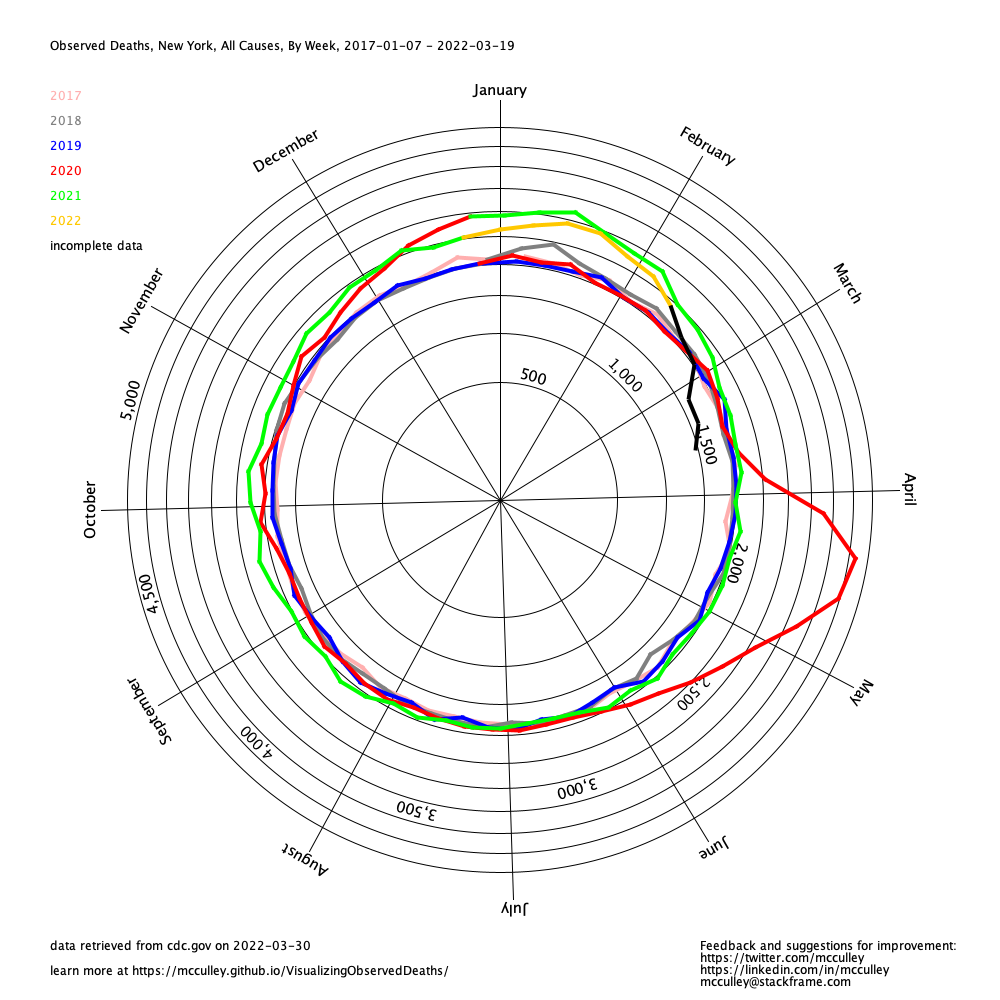 Observed Deaths, New York, All Causes, By Week, 2017-01-07 - 2022-03-19
2017
2018
2019
2020
2021
2022
incomplete data
January
February
March
April
May
June
July
August
September
October
November
December
500
1,000
1,500
2,000
2,500
3,000
3,500
4,000
4,500
5,000
data retrieved from cdc.gov on 2022-03-30
learn more at https://mcculley.github.io/VisualizingObservedDeaths/
Feedback and suggestions for improvement:
https://twitter.com/mcculley
https://linkedin.com/in/mcculley
mcculley@stackframe.com